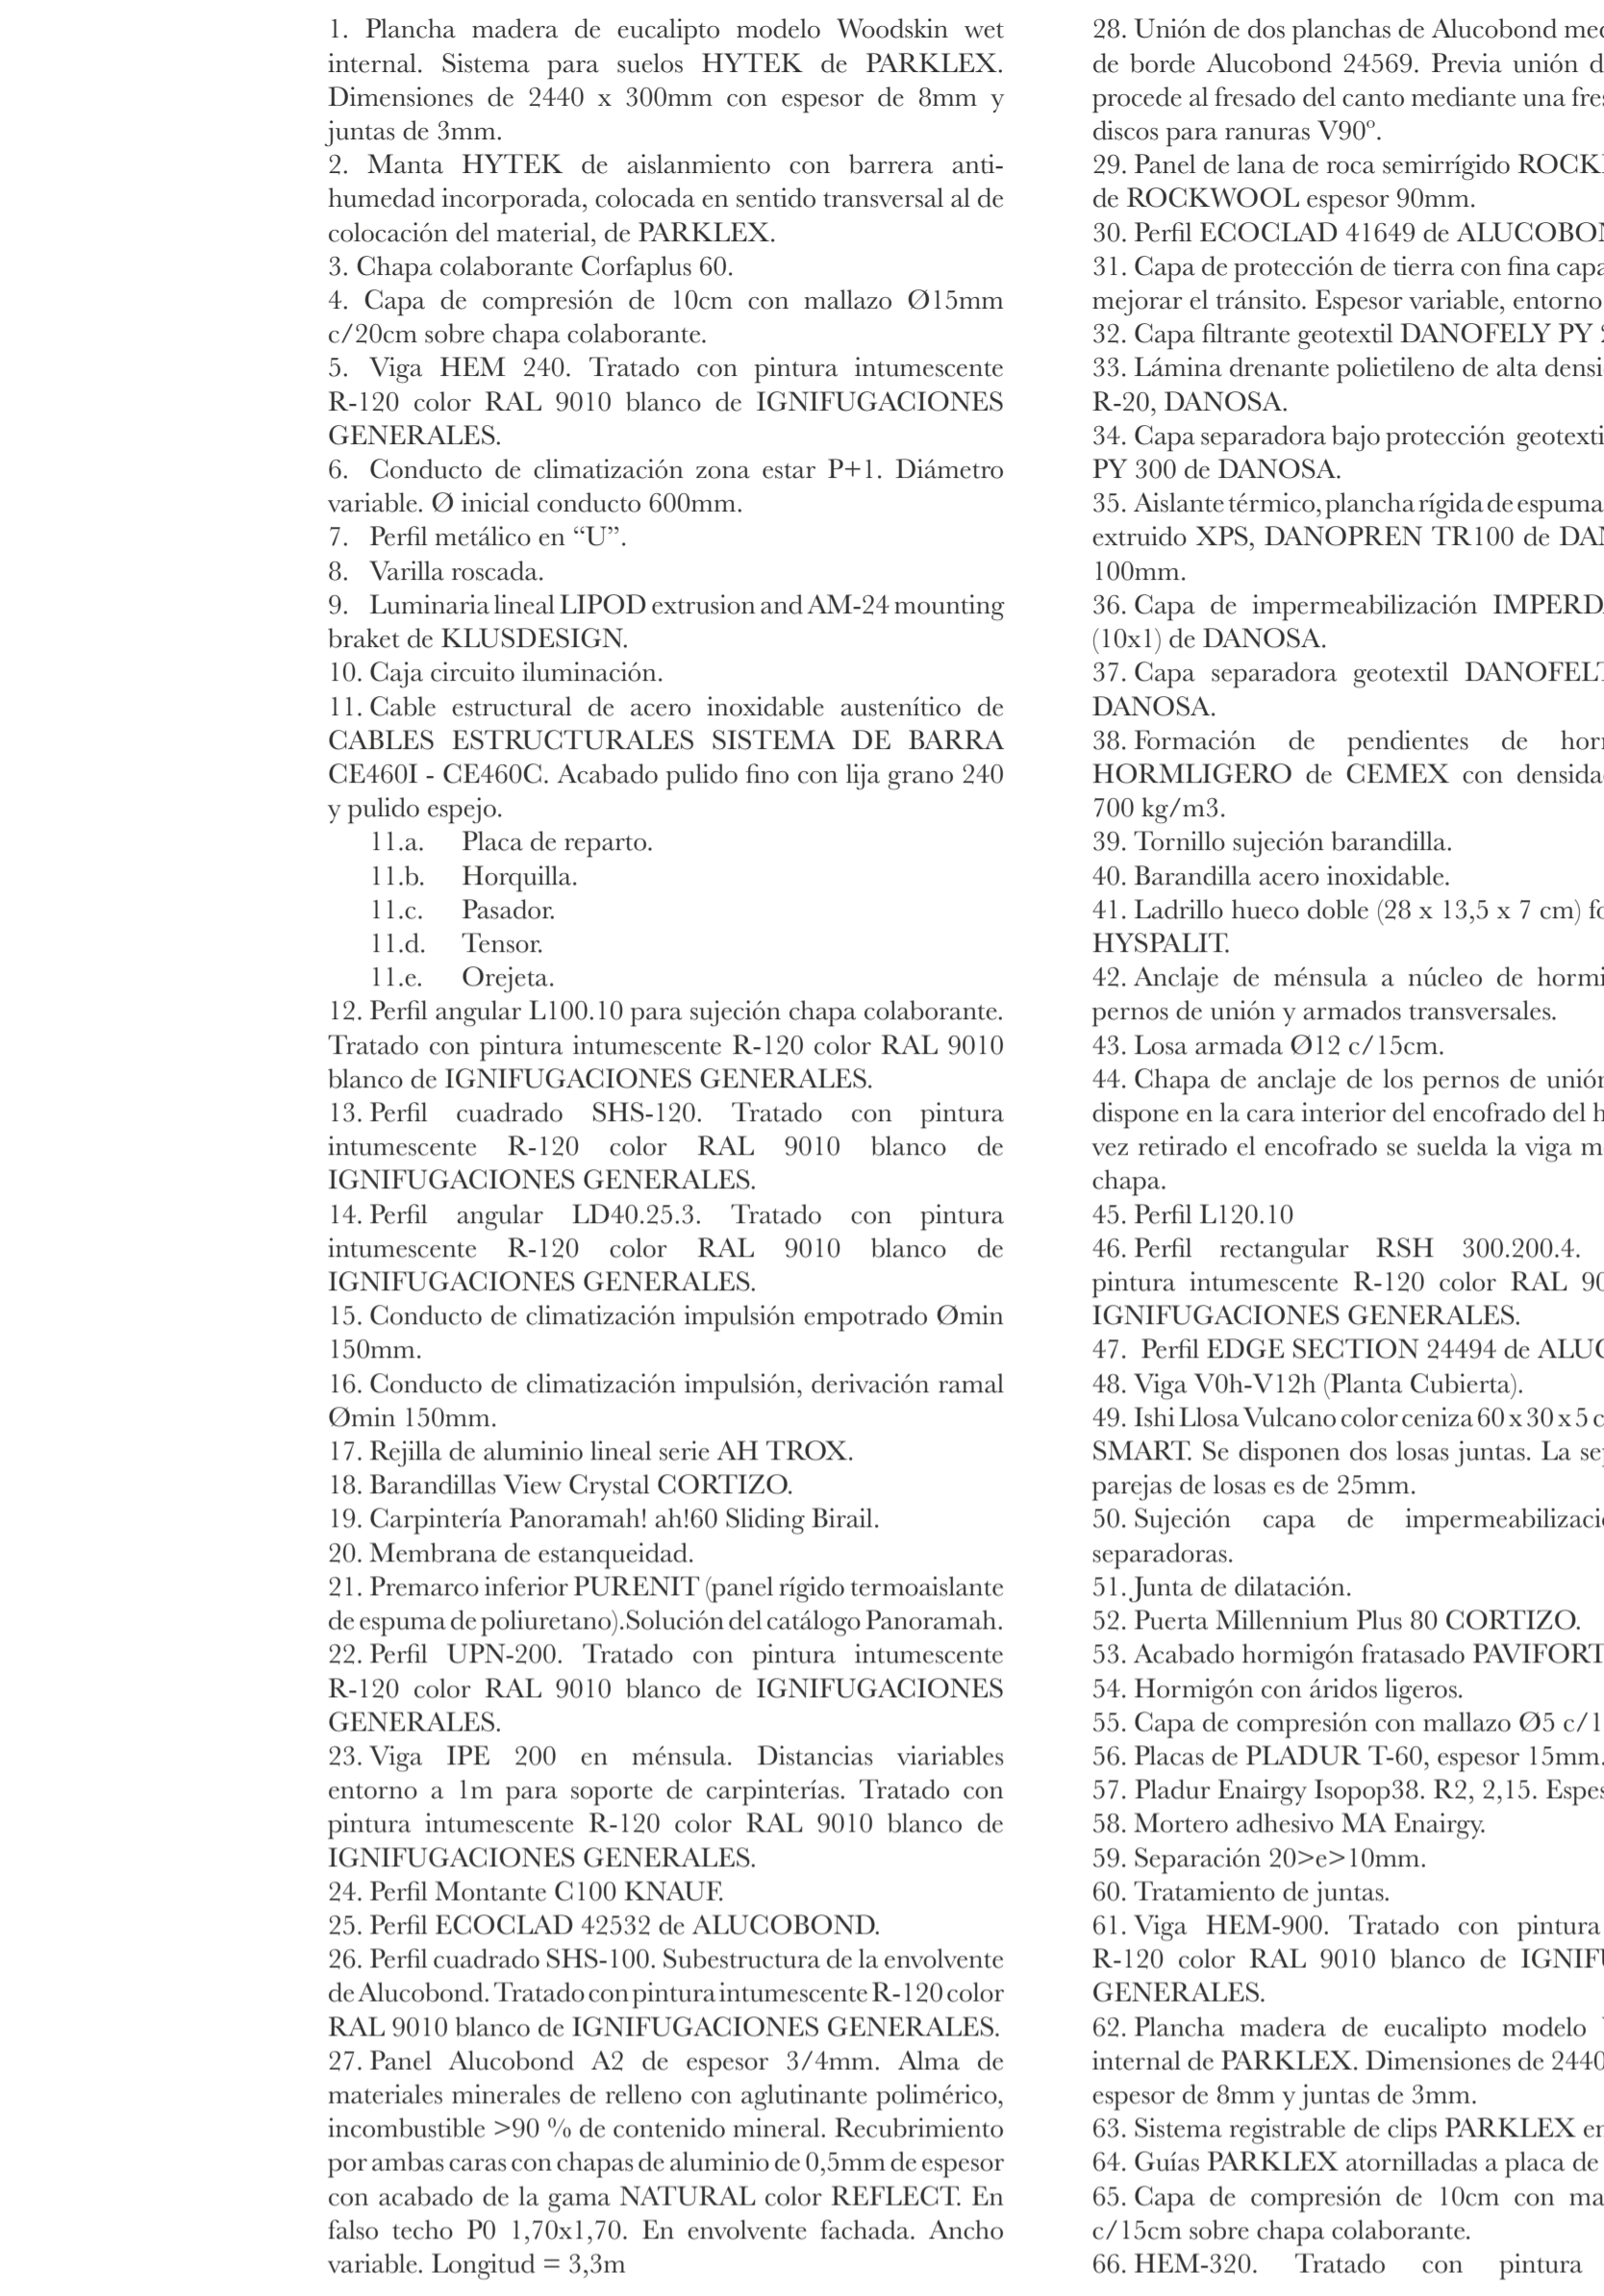 1. Plancha madera de eucalipto modelo Woodskin wet
internal. Sistema para suelos HYTEK de PARKLEX.
Dimensiones de 2440 x 300mm con espesor de 8mm y
juntas de 3mm.
2. Manta HYTEK de aislanmiento con barrera anti-
humedad incorporada, colocada en sentido transversal al de
colocación del material, de PARKLEX.
3. Chapa colaborante Corfaplus 60.
4. Capa de compresión de 10cm con mallazo Ø15mm
c/20cm sobre chapa colaborante.
5. Viga HEM 240. Tratado con pintura intumescente
R-120 color RAL 9010 blanco de IGNIFUGACIONES
GENERALES.
6. Conducto de climatización zona estar P+1. Diámetro
variable. Ø inicial conducto 600mm.
7. Perfil metálico en “U”.
8. Varilla roscada.
9. Luminaria lineal LIPOD extrusion and AM-24 mounting
braket de KLUSDESIGN.
10. Caja circuito iluminación.
11. Cable estructural de acero inoxidable austenítico de
CABLES ESTRUCTURALES SISTEMA DE BARRA
CE460I - CE460C. Acabado pulido fino con lija grano 240
y pulido espejo.
11.a. Placa de reparto.
11.b. Horquilla.
11.c. Pasador.
11.d. Tensor.
11.e. Orejeta.
12. Perfil angular L100.10 para sujeción chapa colaborante.
Tratado con pintura intumescente R-120 color RAL 9010
blanco de IGNIFUGACIONES GENERALES.
13. Perfil cuadrado SHS-120. Tratado con pintura
intumescente R-120 color RAL 9010 blanco de
IGNIFUGACIONES GENERALES.
14. Perfil angular LD40.25.3. Tratado con pintura
intumescente R-120 color RAL 9010 blanco de
IGNIFUGACIONES GENERALES.
15. Conducto de climatización impulsión empotrado Ømin
150mm.
16. Conducto de climatización impulsión, derivación ramal
Ømin 150mm.
17. Rejilla de aluminio lineal serie AH TROX.
18. Barandillas View Crystal CORTIZO.
19. Carpintería Panoramah! ah!60 Sliding Birail.
20. Membrana de estanqueidad.
21. Premarco inferior PURENIT (panel rígido termoaislante
de espuma de poliuretano).Solución del catálogo Panoramah.
22. Perfil UPN-200. Tratado con pintura intumescente
R-120 color RAL 9010 blanco de IGNIFUGACIONES
GENERALES.
23. Viga IPE 200 en ménsula. Distancias viariables
entorno a 1m para soporte de carpinterías. Tratado con
pintura intumescente R-120 color RAL 9010 blanco de
IGNIFUGACIONES GENERALES.
24. Perfil Montante C100 KNAUF.
25. Perfil ECOCLAD 42532 de ALUCOBOND.
26. Perfil cuadrado SHS-100. Subestructura de la envolvente
de Alucobond. Tratado con pintura intumescente R-120 color
RAL 9010 blanco de IGNIFUGACIONES GENERALES.
27. Panel Alucobond A2 de espesor 3/4mm. Alma de
materiales minerales de relleno con aglutinante polimérico,
incombustible >90 % de contenido mineral. Recubrimiento
por ambas caras con chapas de aluminio de 0,5mm de espesor
con acabado de la gama NATURAL color REFLECT. En
falso techo P0 1,70x1,70. En envolvente fachada. Ancho
variable. Longitud = 3,3m
28. Unión de dos planchas de Alucobond med
de borde Alucobond 24569. Previa unión d
procede al fresado del canto mediante una fres
discos para ranuras V90º.
29. Panel de lana de roca semirrígido ROCK
de ROCKWOOL espesor 90mm.
30. Perfil ECOCLAD 41649 de ALUCOBON
31. Capa de protección de tierra con fina capa
mejorar el tránsito. Espesor variable, entorno
32. Capa filtrante geotextil DANOFELY PY 2
33. Lámina drenante polietileno de alta densi
R-20, DANOSA.
34. Capa separadora bajo protección geotexti
PY 300 de DANOSA.
35. Aislante térmico, plancha rígida de espuma
extruido XPS, DANOPREN TR100 de DAN
100mm.
36. Capa de impermeabilización IMPERDA
(10x1) de DANOSA.
37. Capa separadora geotextil DANOFELT
DANOSA.
38. Formación de pendientes de horm
HORMLIGERO de CEMEX con densidad
700 kg/m3.
39. Tornillo sujeción barandilla.
40. Barandilla acero inoxidable.
41. Ladrillo hueco doble (28 x 13,5 x 7 cm) fo
HYSPALIT.
42. Anclaje de ménsula a núcleo de hormi
pernos de unión y armados transversales.
43. Losa armada Ø12 c/15cm.
44. Chapa de anclaje de los pernos de unión
dispone en la cara interior del encofrado del h
vez retirado el encofrado se suelda la viga m
chapa.
45. Perfil L120.10
46. Perfil rectangular RSH 300.200.4.
pintura intumescente R-120 color RAL 90
IGNIFUGACIONES GENERALES.
47. Perfil EDGE SECTION 24494 de ALUC
48. Viga V0h-V12h (Planta Cubierta).
49. Ishi Llosa Vulcano color ceniza 60 x 30 x 5 c
SMART. Se disponen dos losas juntas. La sep
parejas de losas es de 25mm.
50. Sujeción capa de impermeabilizaci
separadoras.
51. Junta de dilatación.
52. Puerta Millennium Plus 80 CORTIZO.
53. Acabado hormigón fratasado PAVIFORT
54. Hormigón con áridos ligeros.
55. Capa de compresión con mallazo Ø5 c/1
56. Placas de PLADUR T-60, espesor 15mm.
57. Pladur Enairgy Isopop38. R2, 2,15. Espes
58. Mortero adhesivo MA Enairgy.
59. Separación 20>e>10mm.
60. Tratamiento de juntas.
61. Viga HEM-900. Tratado con pintura
R-120 color RAL 9010 blanco de IGNIFU
GENERALES.
62. Plancha madera de eucalipto modelo
internal de PARKLEX. Dimensiones de 2440
espesor de 8mm y juntas de 3mm.
63. Sistema registrable de clips PARKLEX en
64. Guías PARKLEX atornilladas a placa de
65. Capa de compresión de 10cm con ma
c/15cm sobre chapa colaborante.
66. HEM-320. Tratado con pintura